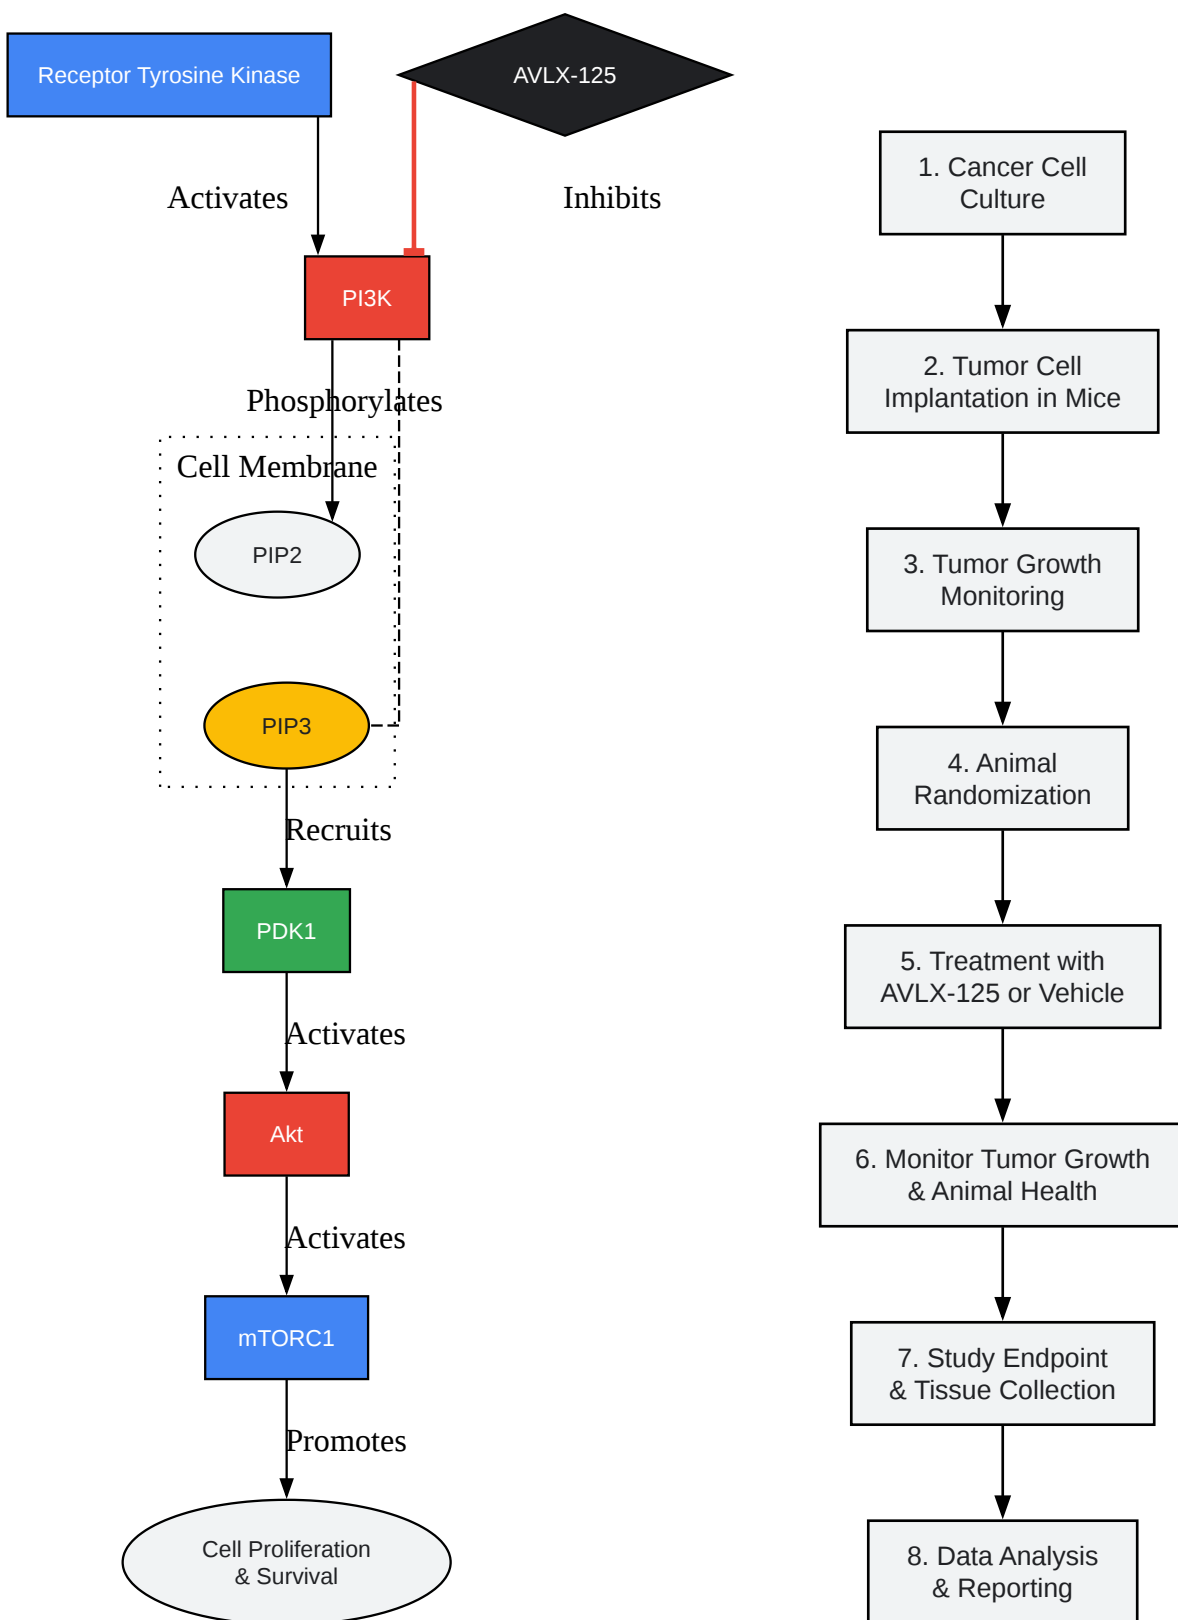 Receptor Tyrosine Kinase
AVLX-125
Activates
Inhibits
PI3K
Phosphorylates
Cell Membrane
PIP2
PIP3
Recruits
PDK1
Activates
Akt
Activates
mTORC1
Promotes
Cell Proliferation
& Survival
1. Cancer Cell
Culture
2. Tumor Cell
Implantation in Mice
3. Tumor Growth
Monitoring
4. Animal
Randomization
5. Treatment with
AVLX-125 or Vehicle
6. Monitor Tumor Growth
& Animal Health
7. Study Endpoint
& Tissue Collection
8. Data Analysis
& Reporting